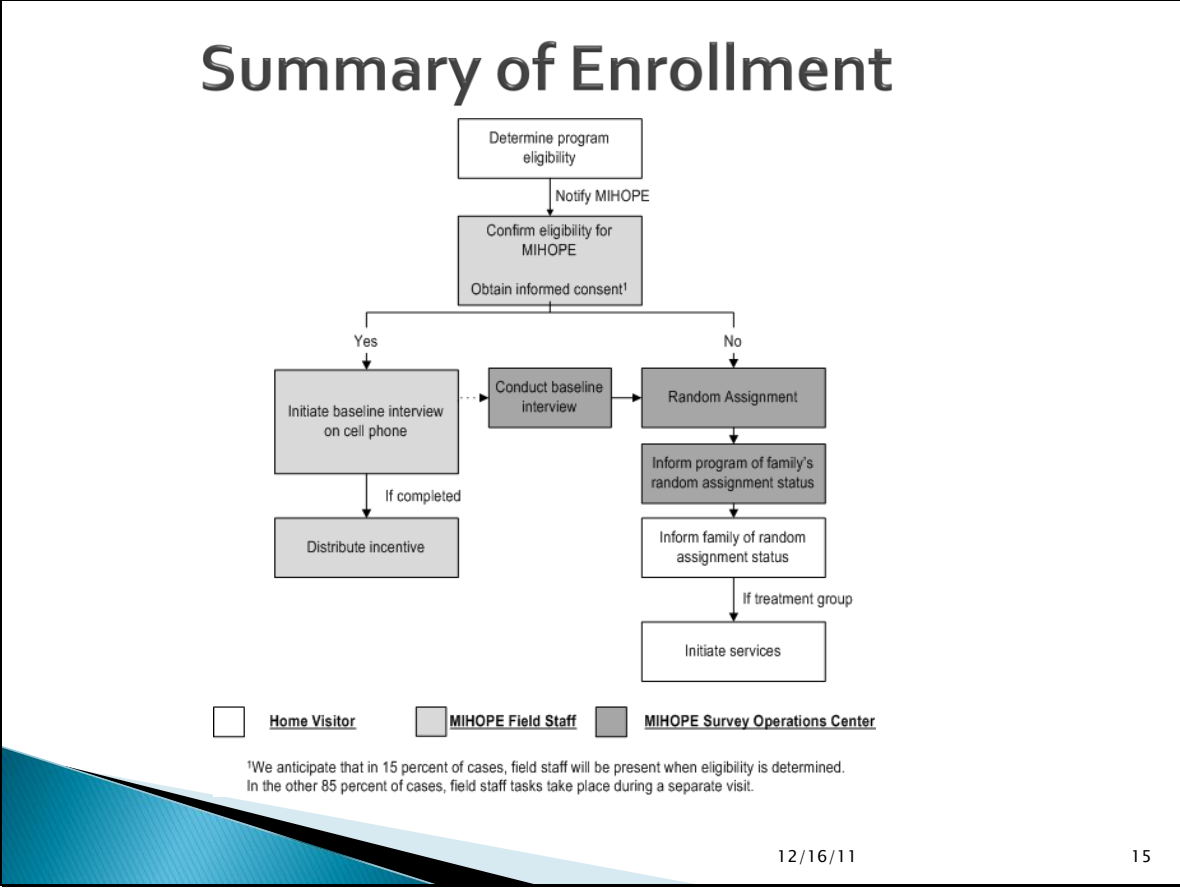 Summary of Enrollment
Determine program
eligibility
Notify MIHOPE
Confirm eligibility for
MIHOPE
Obtain informed consent¹
Yes
No
Initiate baseline interview
on cell phone
Conduct baseline
interview
Random Assignment
Inform program of family's
random assignment status
If completed
Distribute incentive
Inform family of random
assignment status
If treatment group
Initiate services
Home Visitor
MIHOPE Field Staff
MIHOPE Survey Operations Center
¹We anticipate that in 15 percent of cases, field staff will be present when eligibility is determined.
In the other 85 percent of cases, field staff tasks take place during a separate visit.
12/16/11
15